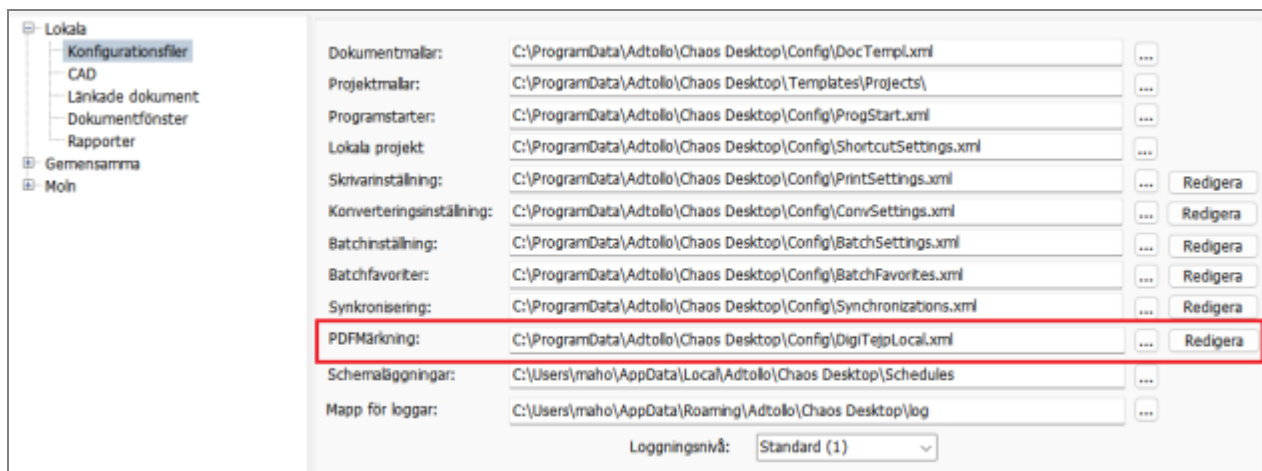 Lokala
Konfigurationsfiler
CAD
Länkade dokument
Dokumentfönster
Rapporter
Gemensamma
Moln
Dokumentmallar: C:\ProgramData\Adtollo\Chaos Desktop\Config\DocTempl.xml ...
Projektmallar: C:\ProgramData\Adtollo\Chaos Desktop\Templates\Projects\ ...
Programstarter: C:\ProgramData\Adtollo\Chaos Desktop\Config\ProgStart.xml ...
Lokala projekt C:\ProgramData\Adtollo\Chaos Desktop\Config\ShortcutSettings.xml ...
Skrivarinställning: C:\ProgramData\Adtollo\Chaos Desktop\Config\PrintSettings.xml ... Redigera
Konverteringsinställning: C:\ProgramData\Adtollo\Chaos Desktop\Config\ConvSettings.xml ... Redigera
Batchinställning: C:\ProgramData\Adtollo\Chaos Desktop\Config\BatchSettings.xml ... Redigera
Batchfavoriter: C:\ProgramData\Adtollo\Chaos Desktop\Config\BatchFavorites.xml ... Redigera
Synkronisering: C:\ProgramData\Adtollo\Chaos Desktop\Config\Synchronizations.xml ... Redigera
PDFMärkning: C:\ProgramData\Adtollo\Chaos Desktop\Config\DigiTejpLocal.xml ... Redigera
Schemaläggningar: C:\Users\maho\AppData\Local\Adtollo\Chaos Desktop\Schedules ...
Mapp för loggar: C:\Users\maho\AppData\Roaming\Adtollo\Chaos Desktop\log ...
Loggningsnivå: Standard (1)